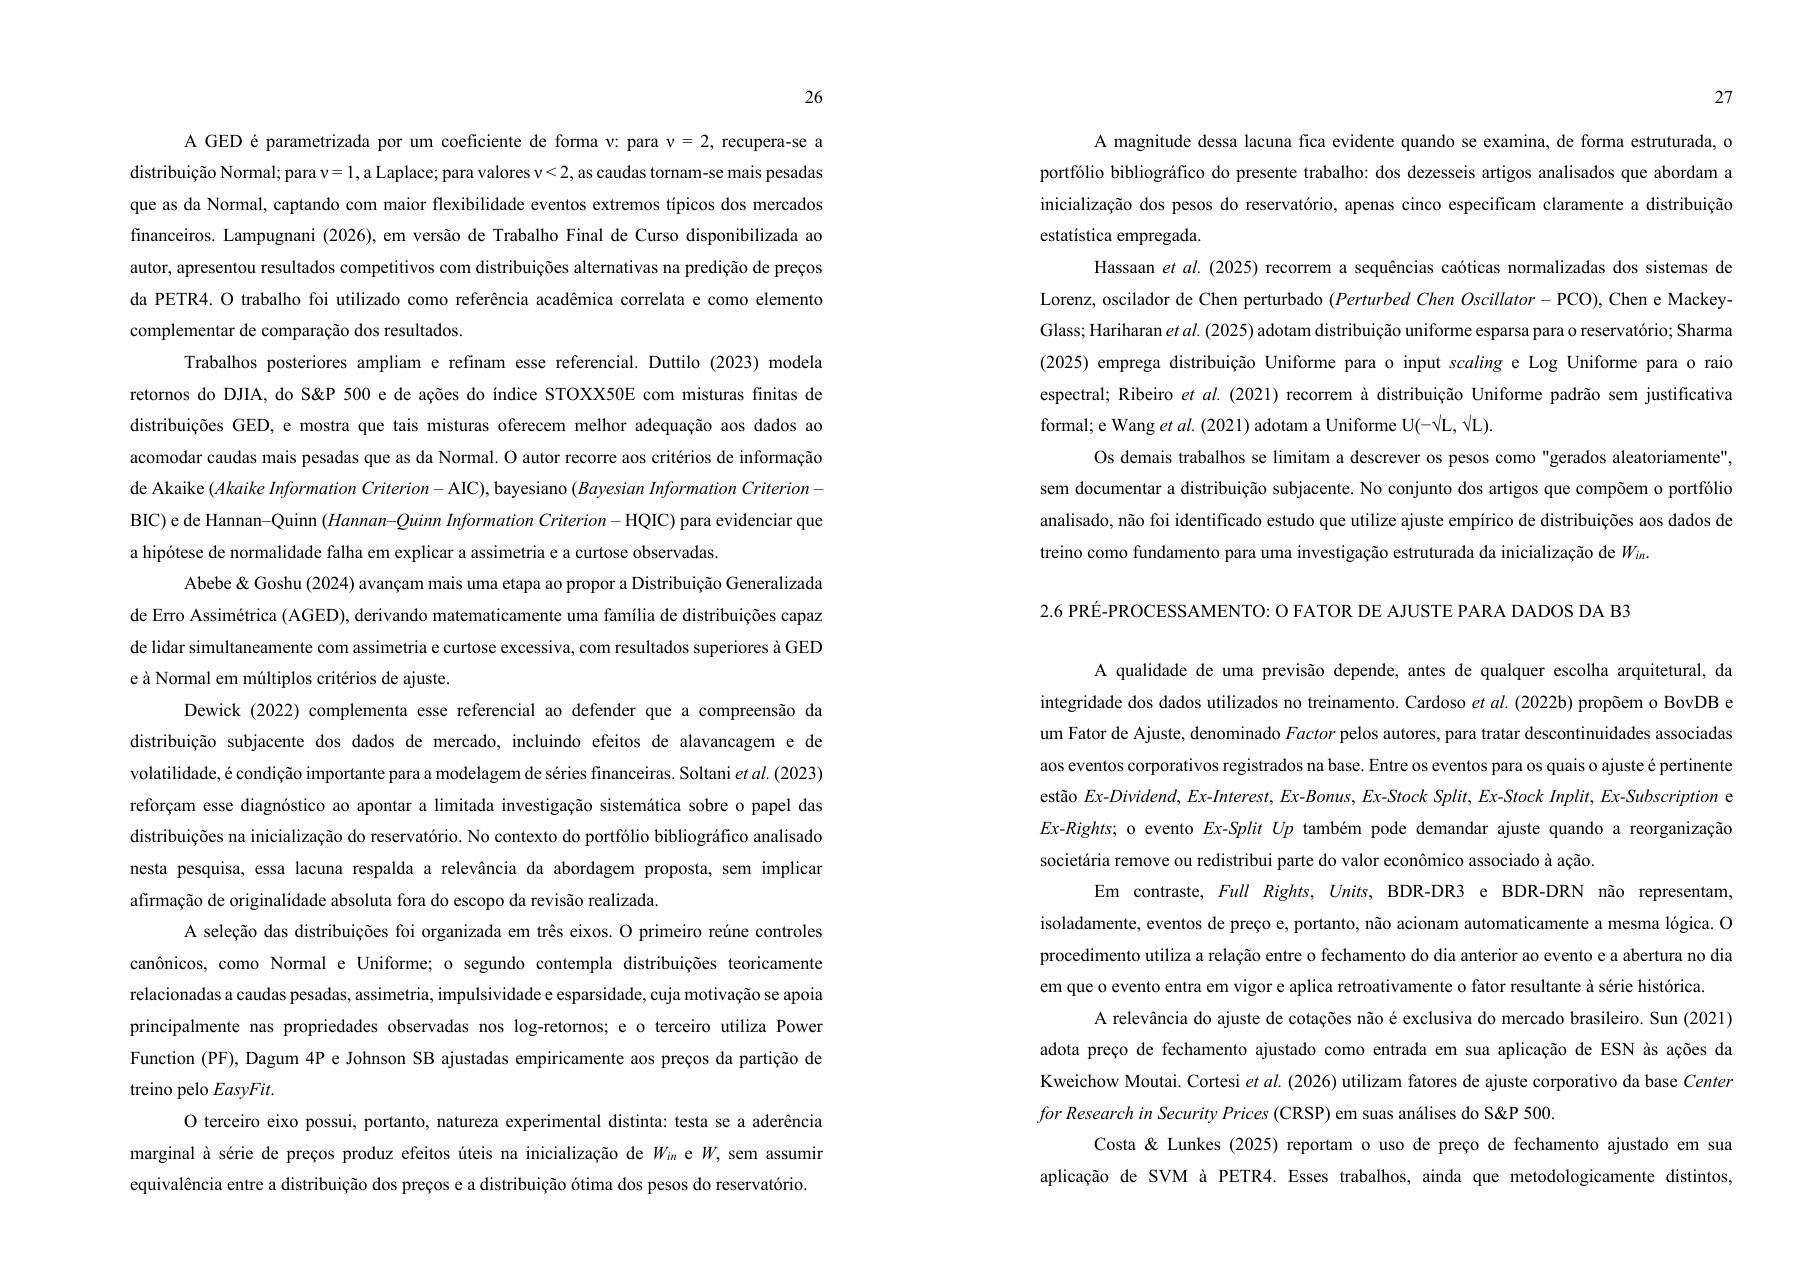 26
A GED é parametrizada por um coeficiente de forma ν: para ν = 2, recupera-se a
distribuição Normal; para ν = 1, a Laplace; para valores ν < 2, as caudas tornam-se mais pesadas
que as da Normal, captando com maior flexibilidade eventos extremos típicos dos mercados
financeiros. Lampugnani (2026), em versão de Trabalho Final de Curso disponibilizada ao
autor, apresentou resultados competitivos com distribuições alternativas na predição de preços
da PETR4. O trabalho foi utilizado como referência acadêmica correlata e como elemento
complementar de comparação dos resultados.
Trabalhos posteriores ampliam e refinam esse referencial. Duttilo (2023) modela
retornos do DJIA, do S&P 500 e de ações do índice STOXX50E com misturas finitas de
distribuições GED, e mostra que tais misturas oferecem melhor adequação aos dados ao
acomodar caudas mais pesadas que as da Normal. O autor recorre aos critérios de informação
de Akaike (Akaike Information Criterion – AIC), bayesiano (Bayesian Information Criterion –
BIC) e de Hannan–Quinn (Hannan–Quinn Information Criterion – HQIC) para evidenciar que
a hipótese de normalidade falha em explicar a assimetria e a curtose observadas.
Abebe & Goshu (2024) avançam mais uma etapa ao propor a Distribuição Generalizada
de Erro Assimétrica (AGED), derivando matematicamente uma família de distribuições capaz
de lidar simultaneamente com assimetria e curtose excessiva, com resultados superiores à GED
e à Normal em múltiplos critérios de ajuste.
Dewick (2022) complementa esse referencial ao defender que a compreensão da
distribuição subjacente dos dados de mercado, incluindo efeitos de alavancagem e de
volatilidade, é condição importante para a modelagem de séries financeiras. Soltani et al. (2023)
reforçam esse diagnóstico ao apontar a limitada investigação sistemática sobre o papel das
distribuições na inicialização do reservatório. No contexto do portfólio bibliográfico analisado
nesta pesquisa, essa lacuna respalda a relevância da abordagem proposta, sem implicar
afirmação de originalidade absoluta fora do escopo da revisão realizada.
A seleção das distribuições foi organizada em três eixos. O primeiro reúne controles
canônicos, como Normal e Uniforme; o segundo contempla distribuições teoricamente
relacionadas a caudas pesadas, assimetria, impulsividade e esparsidade, cuja motivação se apoia
principalmente nas propriedades observadas nos log-retornos; e o terceiro utiliza Power
Function (PF), Dagum 4P e Johnson SB ajustadas empiricamente aos preços da partição de
treino pelo EasyFit.
O terceiro eixo possui, portanto, natureza experimental distinta: testa se a aderência
marginal à série de preços produz efeitos úteis na inicialização de Win e W, sem assumir
equivalência entre a distribuição dos preços e a distribuição ótima dos pesos do reservatório.
27
A magnitude dessa lacuna fica evidente quando se examina, de forma estruturada, o
portfólio bibliográfico do presente trabalho: dos dezesseis artigos analisados que abordam a
inicialização dos pesos do reservatório, apenas cinco especificam claramente a distribuição
estatística empregada.
Hassaan et al. (2025) recorrem a sequências caóticas normalizadas dos sistemas de
Lorenz, oscilador de Chen perturbado (Perturbed Chen Oscillator – PCO), Chen e Mackey-
Glass; Hariharan et al. (2025) adotam distribuição uniforme esparsa para o reservatório; Sharma
(2025) emprega distribuição Uniforme para o input scaling e Log Uniforme para o raio
espectral; Ribeiro et al. (2021) recorrem à distribuição Uniforme padrão sem justificativa
formal; e Wang et al. (2021) adotam a Uniforme U(−√L, √L).
Os demais trabalhos se limitam a descrever os pesos como "gerados aleatoriamente",
sem documentar a distribuição subjacente. No conjunto dos artigos que compõem o portfólio
analisado, não foi identificado estudo que utilize ajuste empírico de distribuições aos dados de
treino como fundamento para uma investigação estruturada da inicialização de Win.
2.6 PRÉ-PROCESSAMENTO: O FATOR DE AJUSTE PARA DADOS DA B3
A qualidade de uma previsão depende, antes de qualquer escolha arquitetural, da
integridade dos dados utilizados no treinamento. Cardoso et al. (2022b) propõem o BovDB e
um Fator de Ajuste, denominado Factor pelos autores, para tratar descontinuidades associadas
aos eventos corporativos registrados na base. Entre os eventos para os quais o ajuste é pertinente
estão Ex-Dividend, Ex-Interest, Ex-Bonus, Ex-Stock Split, Ex-Stock Inplit, Ex-Subscription e
Ex-Rights; o evento Ex-Split Up também pode demandar ajuste quando a reorganização
societária remove ou redistribui parte do valor econômico associado à ação.
Em contraste, Full Rights, Units, BDR-DR3 e BDR-DRN não representam,
isoladamente, eventos de preço e, portanto, não acionam automaticamente a mesma lógica. O
procedimento utiliza a relação entre o fechamento do dia anterior ao evento e a abertura no dia
em que o evento entra em vigor e aplica retroativamente o fator resultante à série histórica.
A relevância do ajuste de cotações não é exclusiva do mercado brasileiro. Sun (2021)
adota preço de fechamento ajustado como entrada em sua aplicação de ESN às ações da
Kweichow Moutai. Cortesi et al. (2026) utilizam fatores de ajuste corporativo da base Center
for Research in Security Prices (CRSP) em suas análises do S&P 500.
Costa & Lunkes (2025) reportam o uso de preço de fechamento ajustado em sua
aplicação de SVM à PETR4. Esses trabalhos, ainda que metodologicamente distintos,